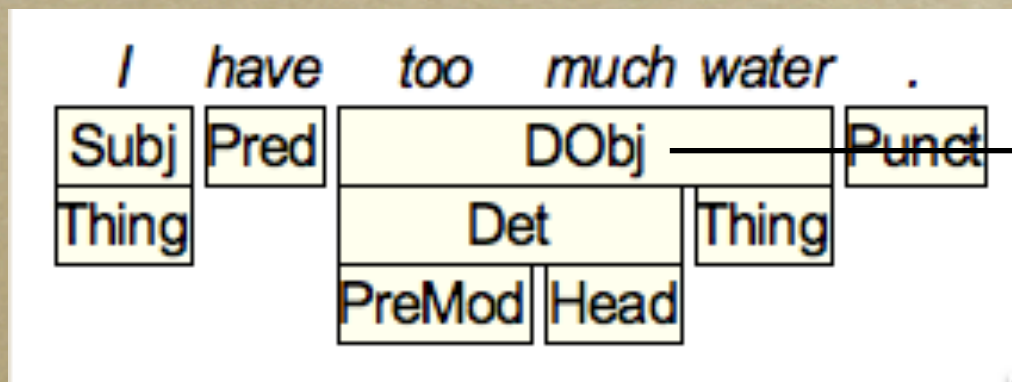 I have too much water .
Subj Pred DObj Punct
Thing Det Thing
PreMod Head